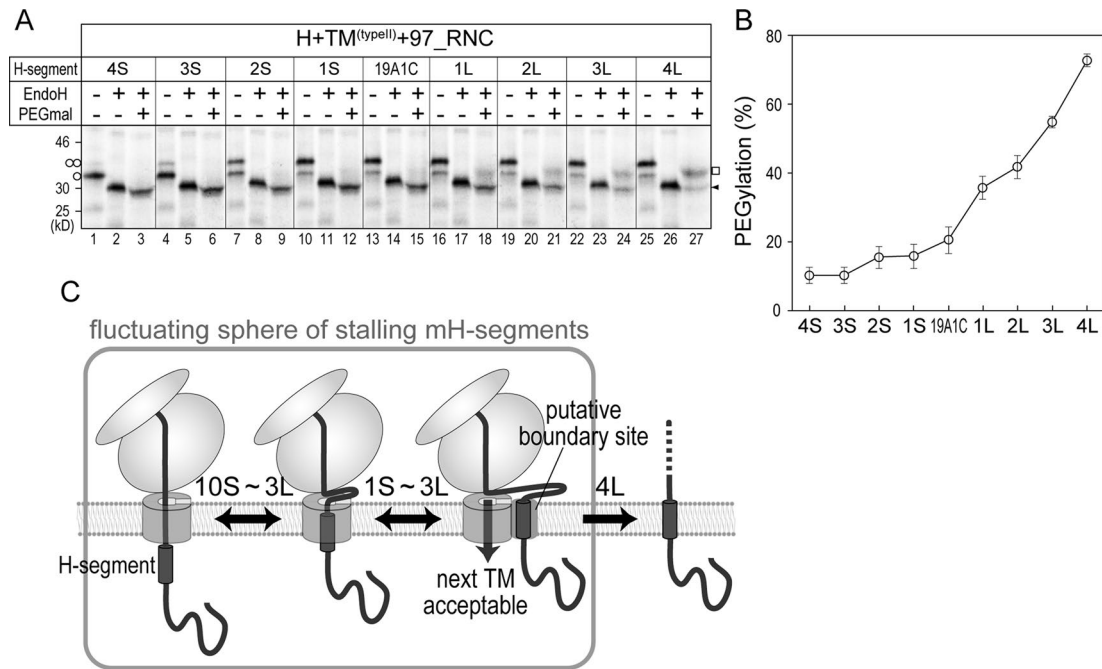 A
H+TM(typeII)+97_RNC
H-segment 4S 3S 2S 1S 19A1C 1L 2L 3L 4L
EndoH - + + - + + - + + - + + - + + - + + - + + - + + - + +
PEGmal - - + - - + - - + - - + - - + - - + - - + - - + - - +
46
30
25
(kD)
1 2 3 4 5 6 7 8 9 10 11 12 13 14 15 16 17 18 19 20 21 22 23 24 25 26 27
B
PEGylation (%)
80
60
40
20
0
4S 3S 2S 1S 19A1C 1L 2L 3L 4L
C
fluctuating sphere of stalling mH-segments
putative
boundary site
10S ~ 3L
1S ~ 3L
4L
H-segment
next TM
acceptable